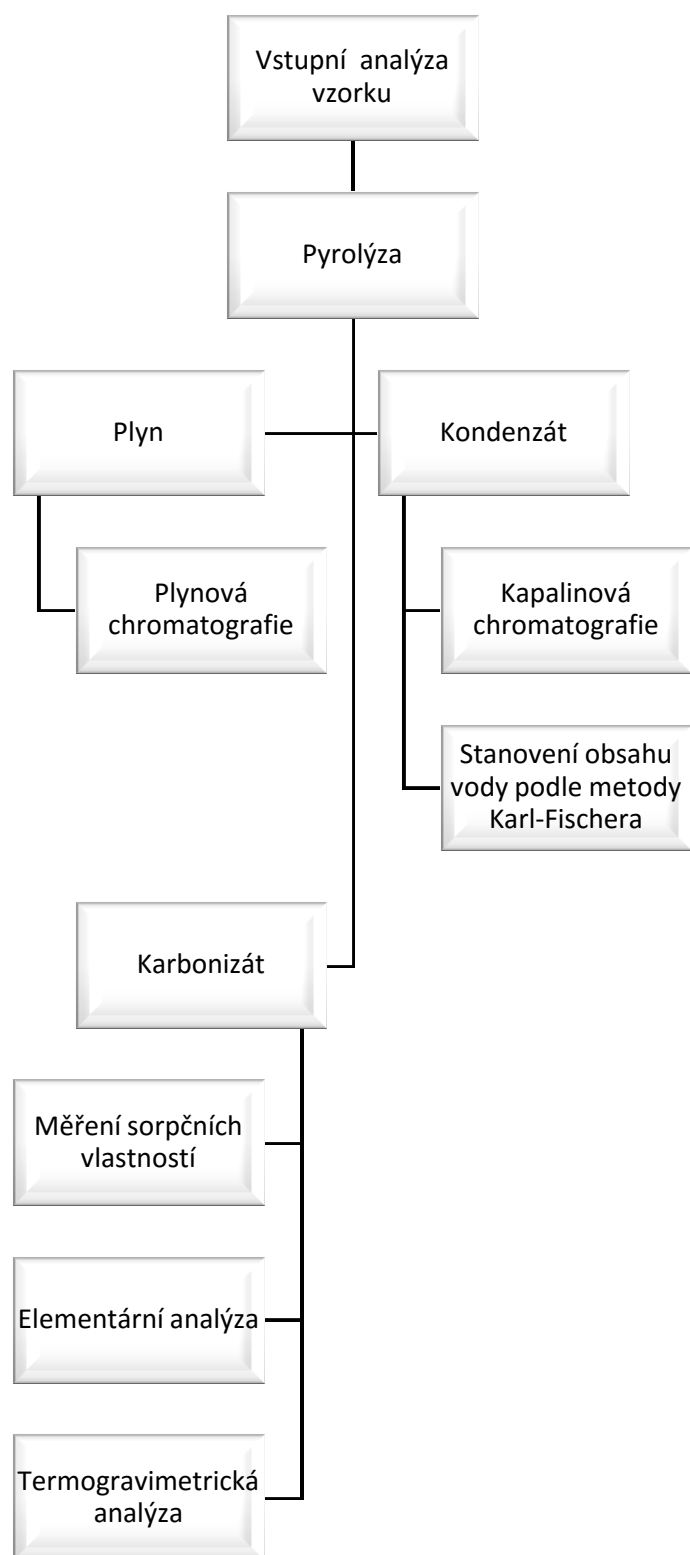 Vstupní analýza
vzorku
Pyrolýza
Plyn
Kondenzát
Plynová
chromatografie
Kapalinová
chromatografie
Stanovení obsahu
vody podle metody
Karl-Fischera
Karbonizát
Měření sorpčních
vlastností
Elementární analýza
Termogravimetrická
analýza